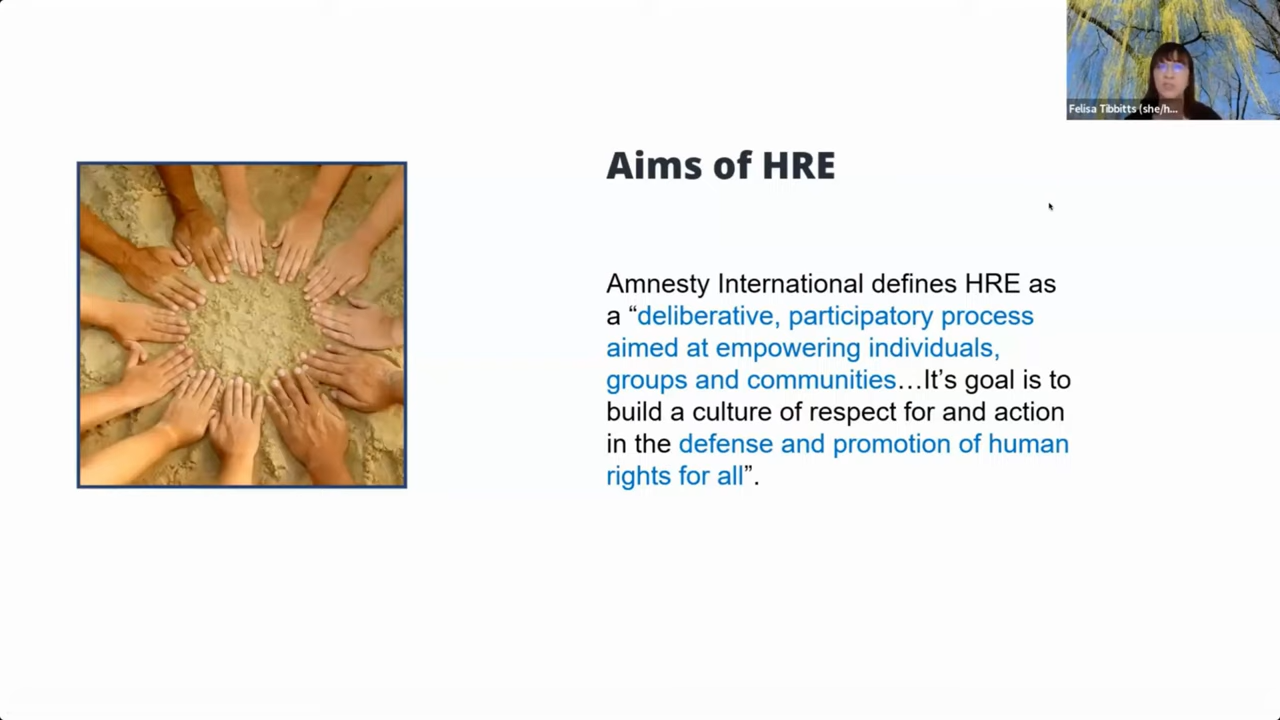 Felisa Tibbitts (she/h...
Aims of HRE
Amnesty International defines HRE as
a “deliberative, participatory process
aimed at empowering individuals,
groups and communities…It’s goal is to
build a culture of respect for and action
in the defense and promotion of human
rights for all”.